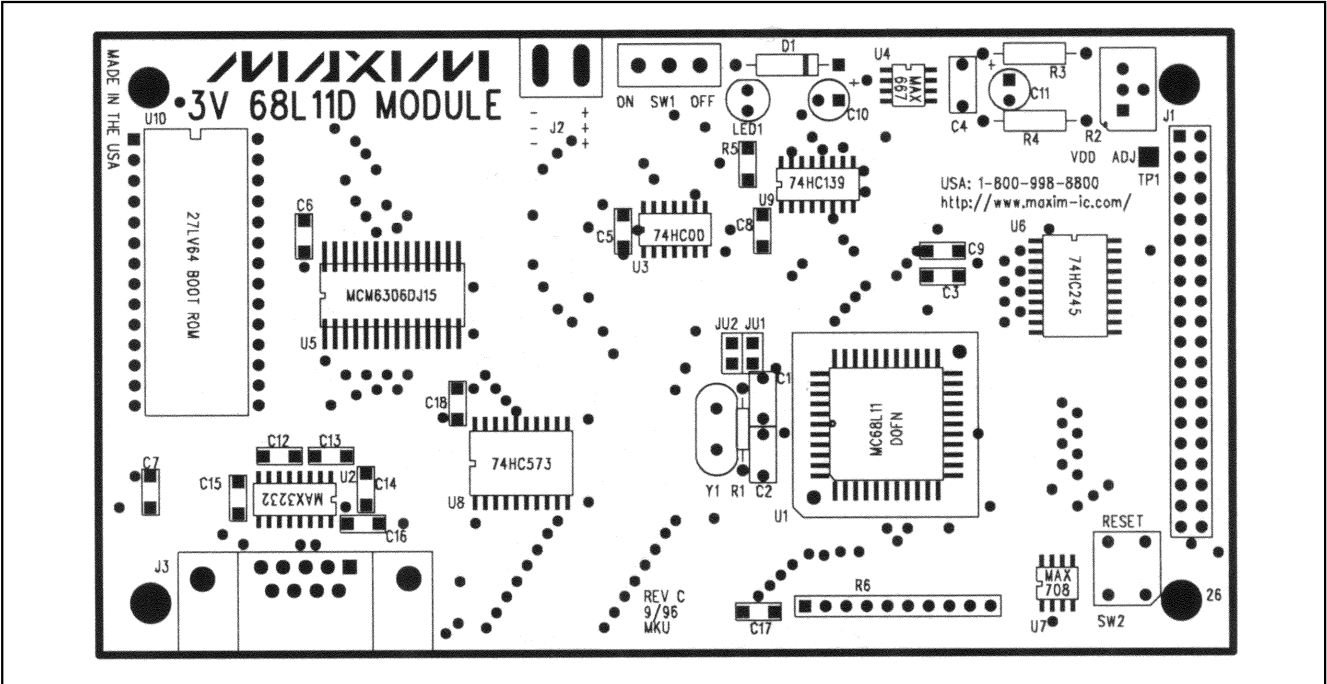 MADE IN THE USA
MAXIM
3V 68L11D MODULE
U10
27LV64 BOOT ROM
C6
MCM6306DJ15
U5
- +
- +
- +
J2
ON SW1 OFF
D1
LED1
+
C10
U4
MAX
667
C4
+
C11
R3
R4
R2
J1
VDD ADJ
TP1
R5
74HC139
U9
C8
C5
74HC00
U3
USA: 1-800-998-8800
http://www.maxim-ic.com/
U6
74HC245
C9
C3
JU2 JU1
C1
MC68L11
D0FN
Y1
R1
C2
U1
C18
74HC573
U8
C12
C13
C7
C15
U2
MAX3232
C14
C16
J3
REV C
9/96
MKU
C17
R6
RESET
MAX
708
U7
SW2
26